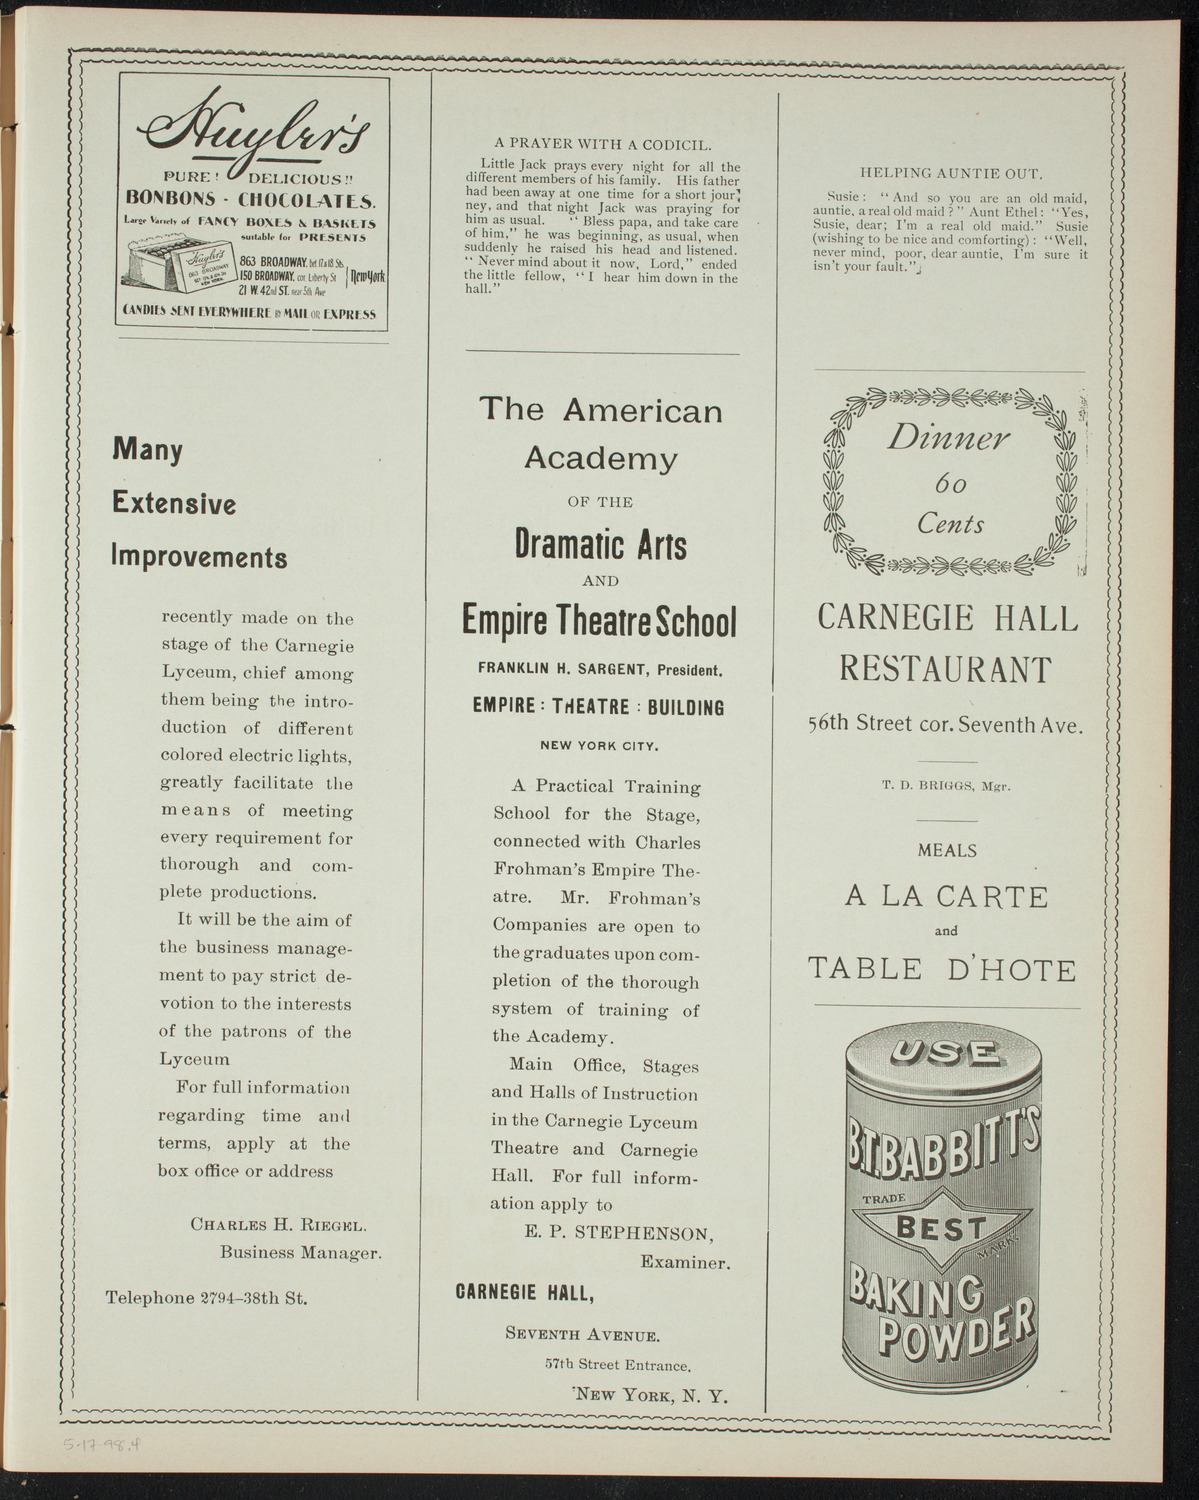 Huyler's
PURE! DELICIOUS!!
BONBONS - CHOCOLATES.
Large Variety of FANCY BOXES & BASKETS
suitable for PRESENTS
Huyler's
863 BROADWAY
NEW YORK.
863 BROADWAY, bet 17 & 18 Sts,
150 BROADWAY, cor. Liberty St
21 W. 42nd ST. near 5th Ave
New York
CANDIES SENT EVERYWHERE BY MAIL OR EXPRESS
Many
Extensive
Improvements
recently made on the
stage of the Carnegie
Lyceum, chief among
them being the intro-
duction of different
colored electric lights,
greatly facilitate the
means of meeting
every requirement for
thorough and com-
plete productions.
It will be the aim of
the business manage-
ment to pay strict de-
votion to the interests
of the patrons of the
Lyceum
For full information
regarding time and
terms, apply at the
box office or address
CHARLES H. RIEGEL.
Business Manager.
Telephone 2794–38th St.
A PRAYER WITH A CODICIL.
Little Jack prays every night for all the
different members of his family. His father
had been away at one time for a short jour-
ney, and that night Jack was praying for
him as usual. "Bless papa, and take care
of him," he was beginning, as usual, when
suddenly he raised his head and listened.
"Never mind about it now, Lord," ended
the little fellow, "I hear him down in the
hall."
The American
Academy
OF THE
Dramatic Arts
AND
Empire Theatre School
FRANKLIN H. SARGENT, President.
EMPIRE : THEATRE : BUILDING
NEW YORK CITY.
A Practical Training
School for the Stage,
connected with Charles
Frohman's Empire The-
atre. Mr. Frohman's
Companies are open to
the graduates upon com-
pletion of the thorough
system of training of
the Academy.
Main Office, Stages
and Halls of Instruction
in the Carnegie Lyceum
Theatre and Carnegie
Hall. For full inform-
ation apply to
E. P. STEPHENSON,
Examiner.
CARNEGIE HALL,
SEVENTH AVENUE.
57th Street Entrance.
NEW YORK, N. Y.
HELPING AUNTIE OUT.
Susie: "And so you are an old maid,
auntie, a real old maid?" Aunt Ethel: "Yes,
Susie, dear; I'm a real old maid." Susie
(wishing to be nice and comforting): "Well,
never mind, poor, dear auntie, I'm sure it
isn't your fault."
Dinner
60
Cents
CARNEGIE HALL
RESTAURANT
56th Street cor. Seventh Ave.
T. D. BRIGGS, Mgr.
MEALS
A LA CARTE
and
TABLE D'HOTE
USE
B.T. BABBITT'S
TRADE
BEST
MARK
BAKING
POWDER
5-17-98.4